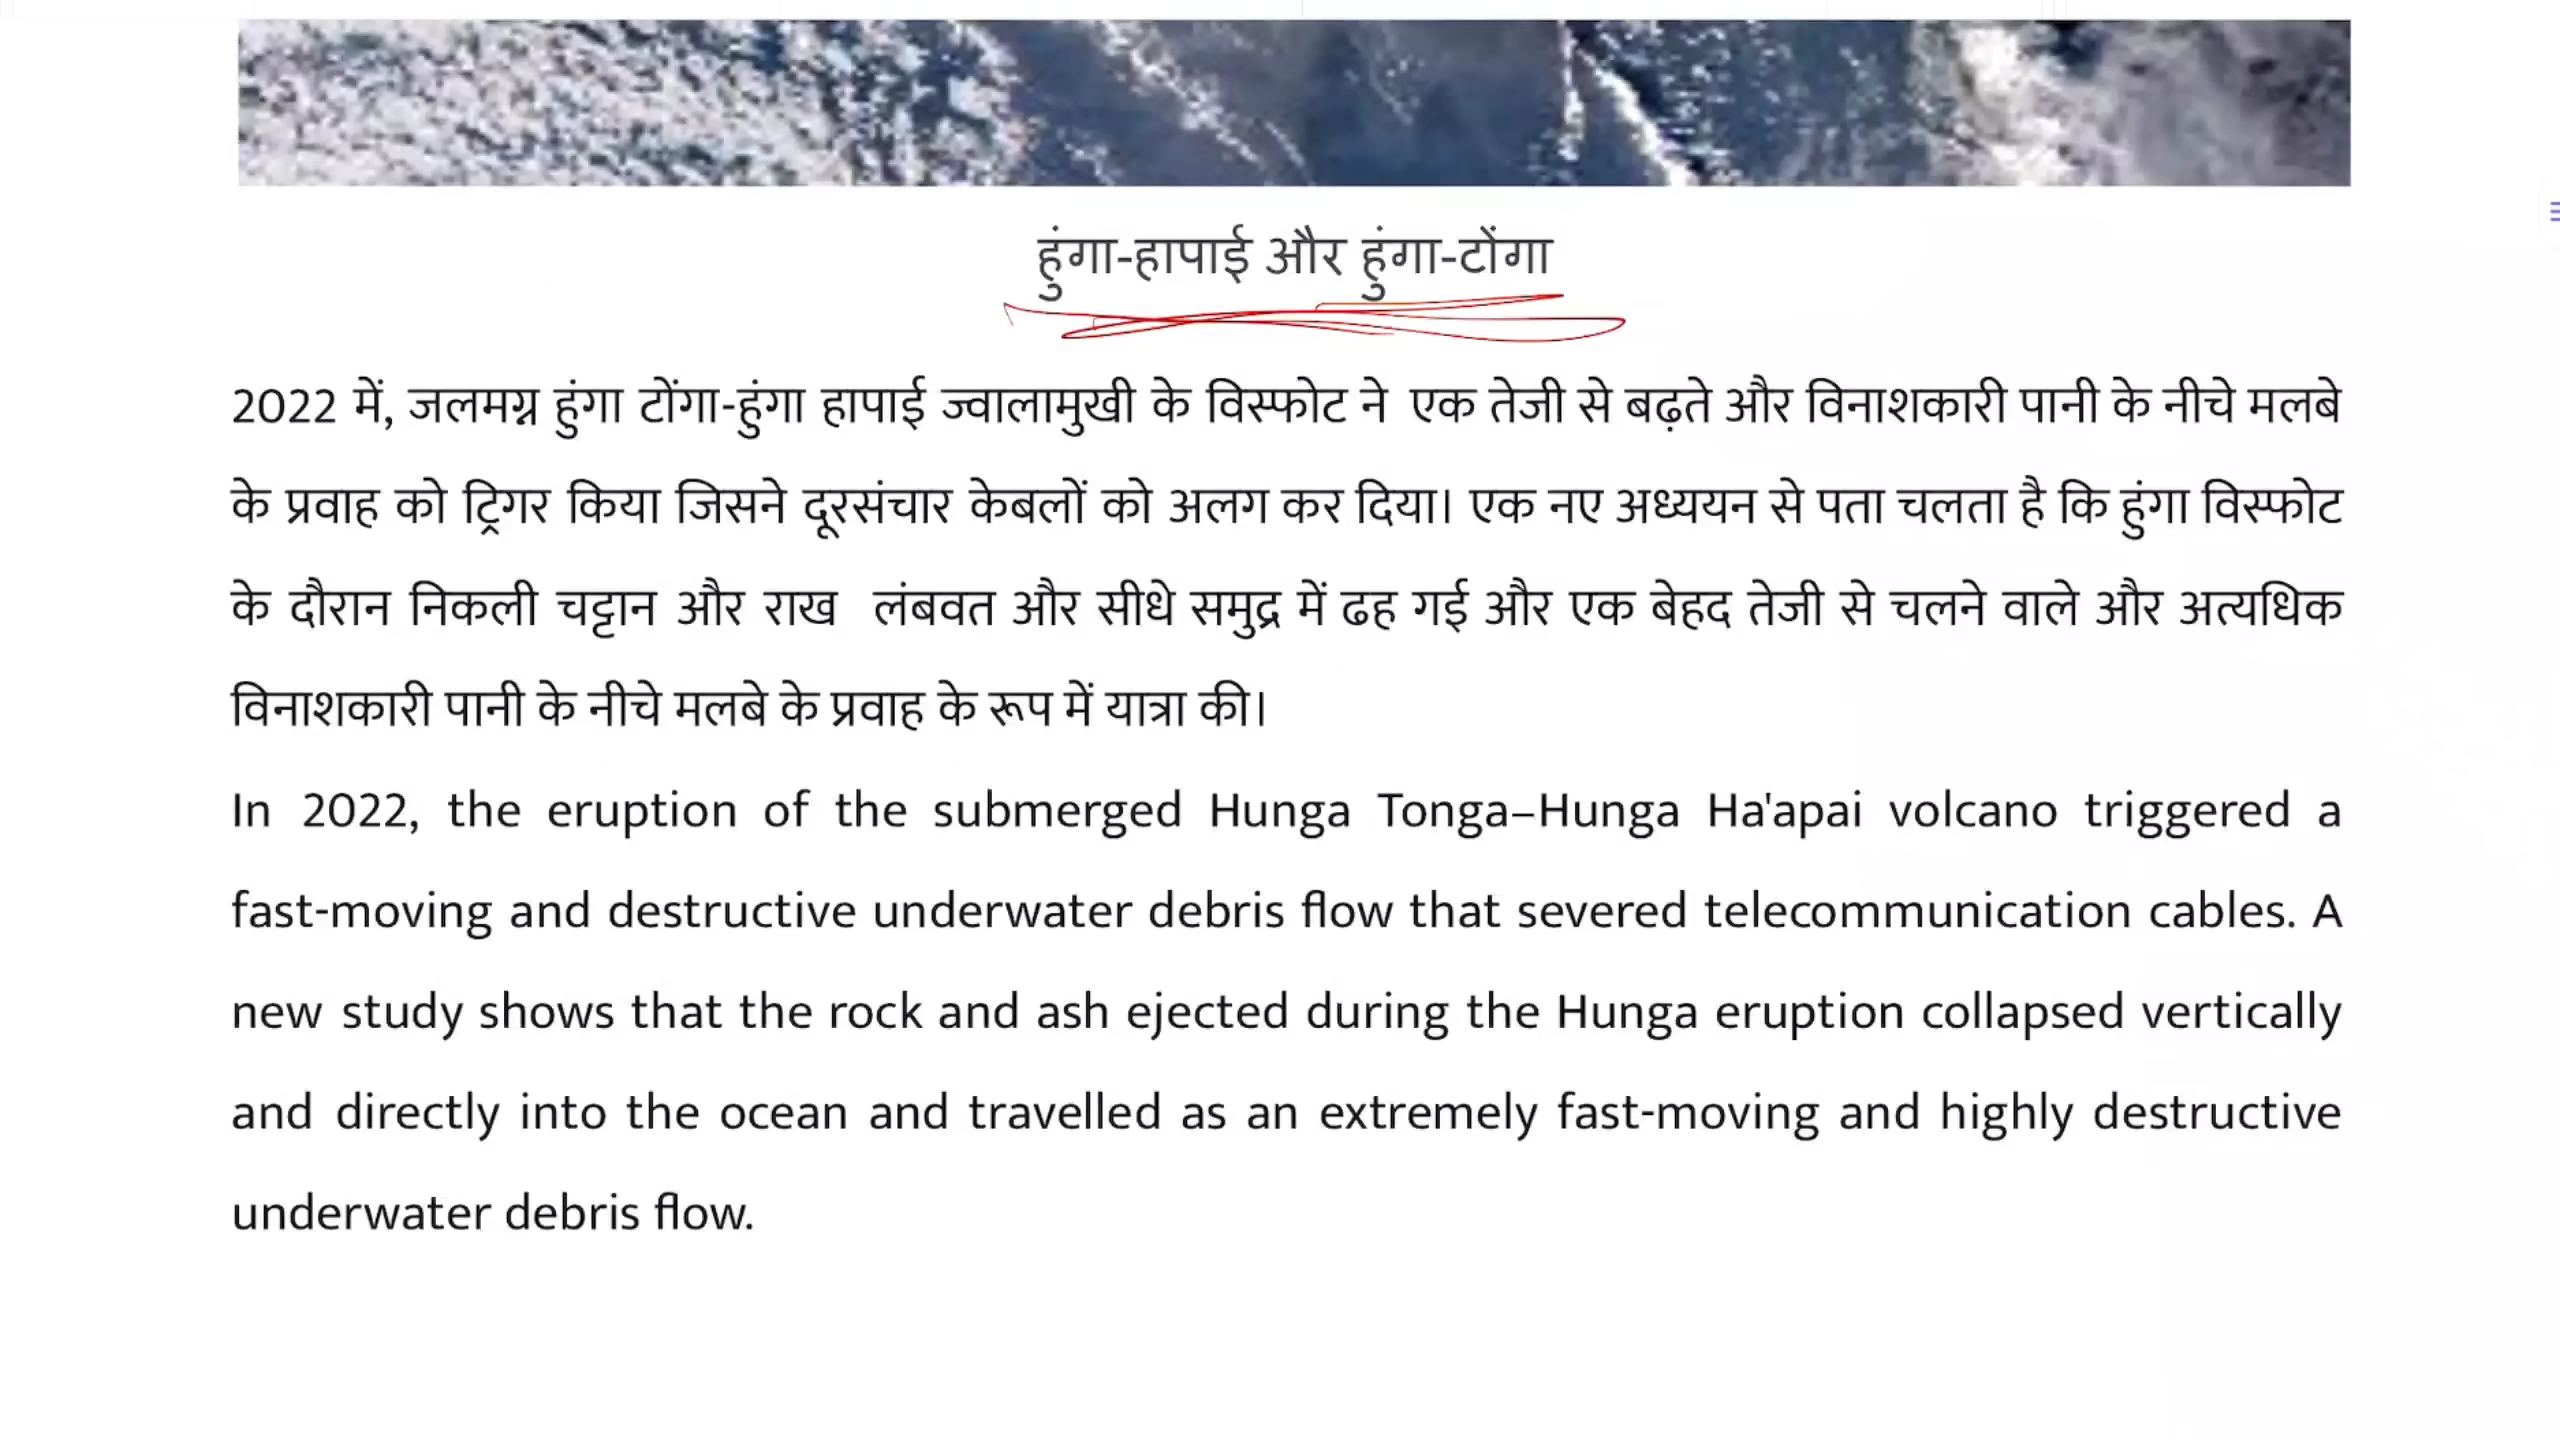 हुंगा-हापाई और हुंगा-टोंगा
2022 में, जलमग्न हुंगा टोंगा-हुंगा हापाई ज्वालामुखी के विस्फोट ने एक तेजी से बढ़ते और विनाशकारी पानी के नीचे मलबे
के प्रवाह को ट्रिगर किया जिसने दूरसंचार केबलों को अलग कर दिया। एक नए अध्ययन से पता चलता है कि हुंगा विस्फोट
के दौरान निकली चट्टान और राख लंबवत और सीधे समुद्र में ढह गई और एक बेहद तेजी से चलने वाले और अत्यधिक
विनाशकारी पानी के नीचे मलबे के प्रवाह के रूप में यात्रा की।
In 2022, the eruption of the submerged Hunga Tonga–Hunga Ha'apai volcano triggered a
fast-moving and destructive underwater debris flow that severed telecommunication cables. A
new study shows that the rock and ash ejected during the Hunga eruption collapsed vertically
and directly into the ocean and travelled as an extremely fast-moving and highly destructive
underwater debris flow.